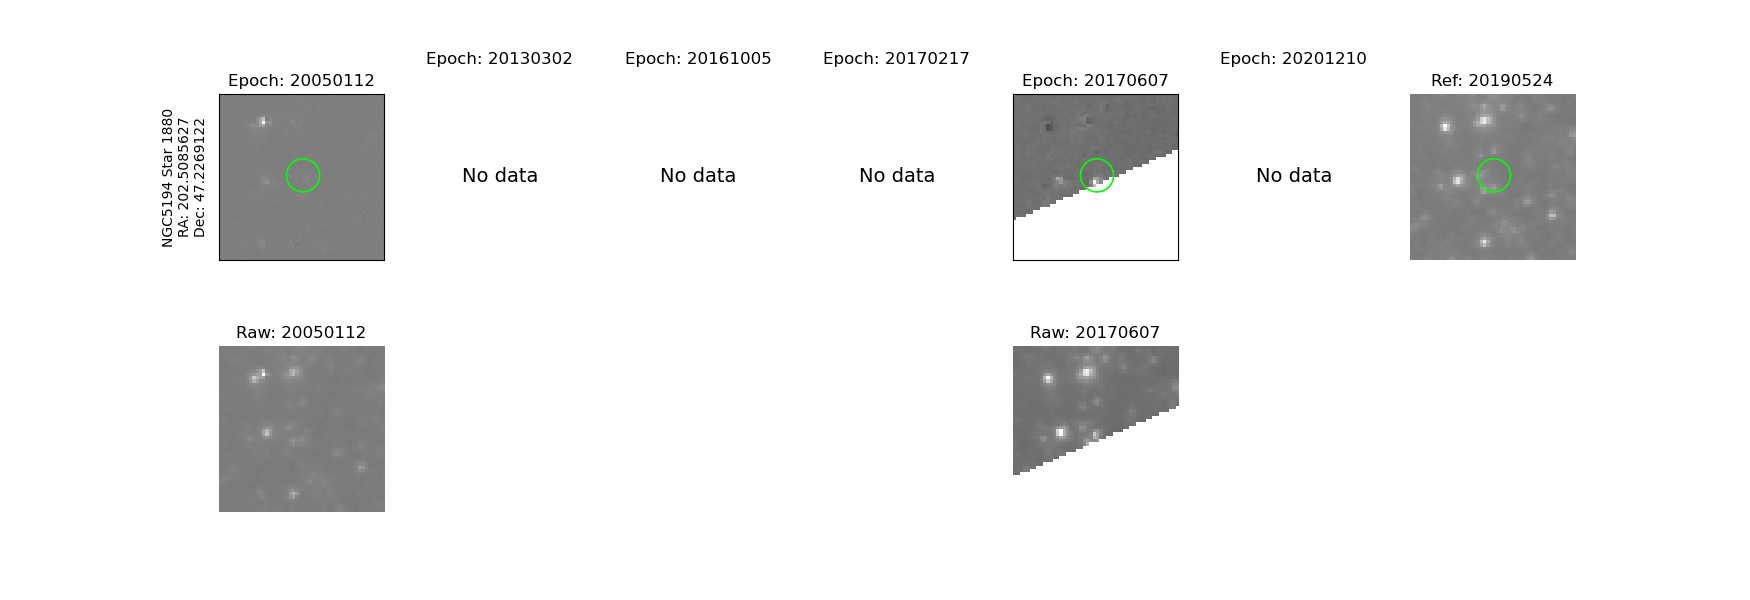 Epoch: 20050112
Epoch: 20130302
Epoch: 20161005
Epoch: 20170217
Epoch: 20170607
Epoch: 20201210
Ref: 20190524
NGC5194 Star 1880
RA: 202.5085627
Dec: 47.2269122
No data
No data
No data
No data
Raw: 20050112
Raw: 20170607